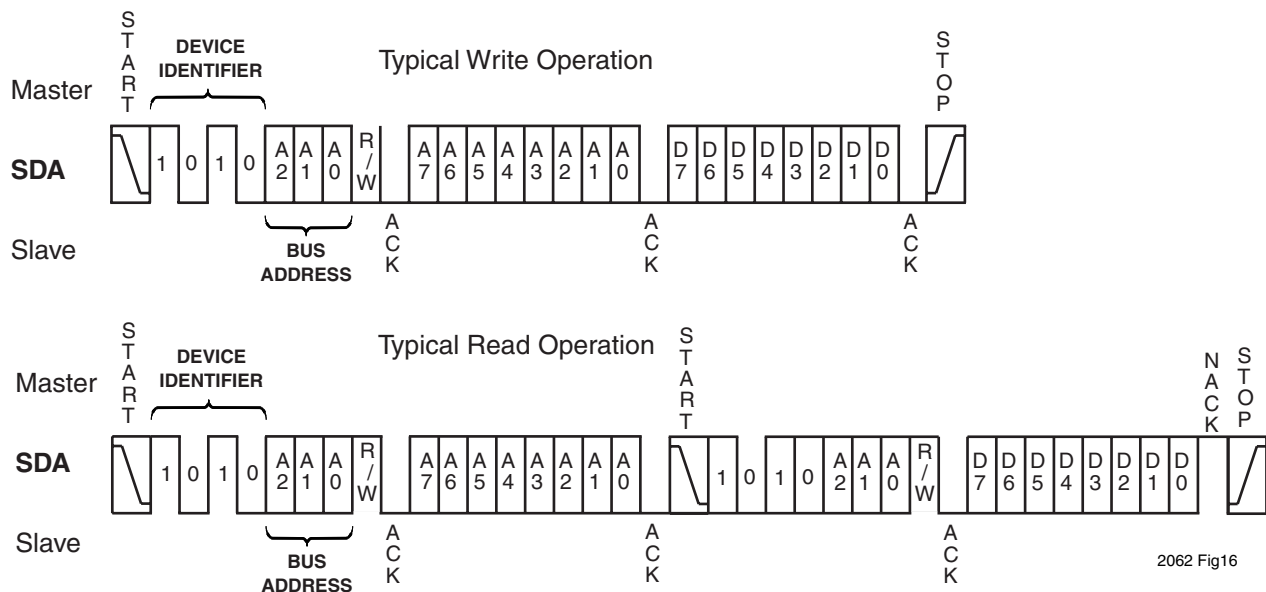 START
DEVICE
IDENTIFIER
Typical Write Operation
STOP
Master
SDA
1 0 1 0 A2 A1 A0 R/W A7 A6 A5 A4 A3 A2 A1 A0 D7 D6 D5 D4 D3 D2 D1 D0
Slave
BUS
ADDRESS
ACK
ACK
ACK
START
DEVICE
IDENTIFIER
Typical Read Operation
START
NACK
STOP
Master
SDA
1 0 1 0 A2 A1 A0 R/W A7 A6 A5 A4 A3 A2 A1 A0 1 0 1 0 A2 A1 A0 R/W D7 D6 D5 D4 D3 D2 D1 D0
Slave
BUS
ADDRESS
ACK
ACK
ACK
2062 Fig16